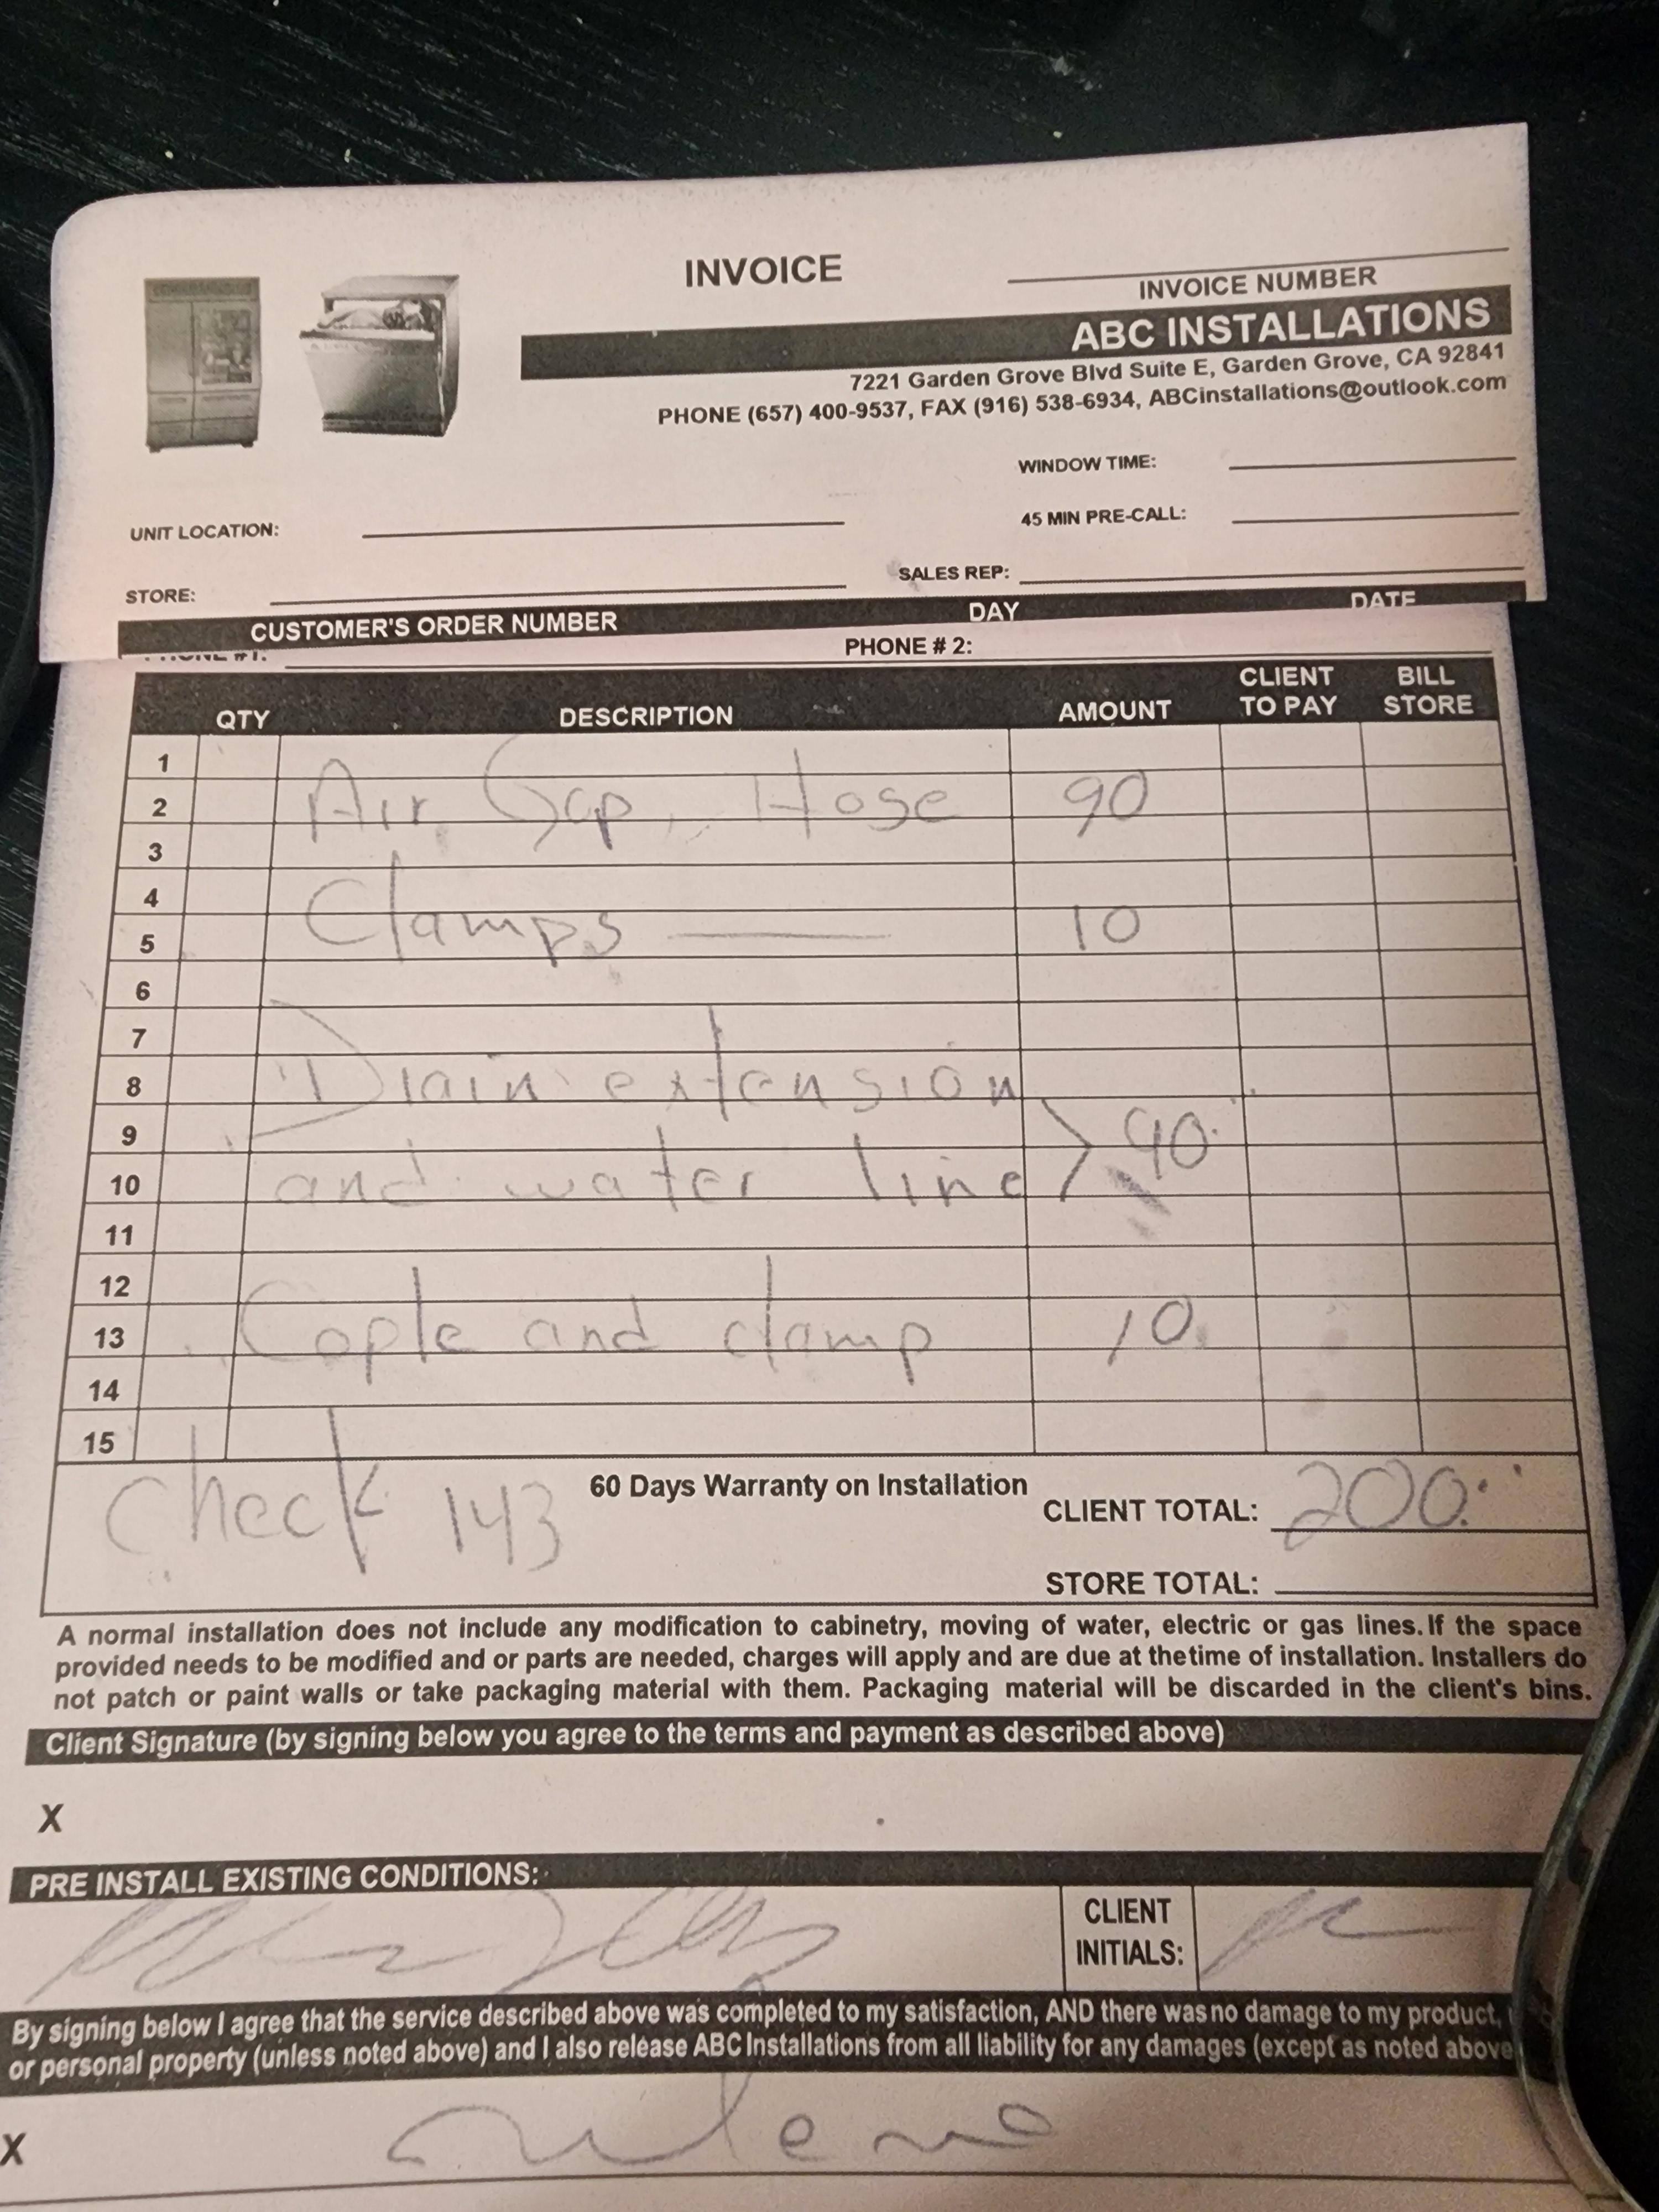 INVOICE
INVOICE NUMBER
ABC INSTALLATIONS
7221 Garden Grove Blvd Suite E, Garden Grove, CA 92841
PHONE (657) 400-9537, FAX (916) 538-6934, ABCinstallations@outlook.com
WINDOW TIME:
UNIT LOCATION: 45 MIN PRE-CALL:
STORE: SALES REP:
CUSTOMER'S ORDER NUMBER DAY DATE
PHONE #1: PHONE # 2:
QTY DESCRIPTION AMOUNT CLIENT TO PAY BILL STORE
1
2 Air Gap, Hose 90
3
4
5 Clamps 10
6
7
8 Drain extension
9 90
10 and water line
11
12
13 Cople and clamp 10
14
15
Check 143 60 Days Warranty on Installation
CLIENT TOTAL: 200
STORE TOTAL:
A normal installation does not include any modification to cabinetry, moving of water, electric or gas lines. If the space
provided needs to be modified and or parts are needed, charges will apply and are due at thetime of installation. Installers do
not patch or paint walls or take packaging material with them. Packaging material will be discarded in the client's bins.
Client Signature (by signing below you agree to the terms and payment as described above)
X
PRE INSTALL EXISTING CONDITIONS:
CLIENT INITIALS:
By signing below I agree that the service described above was completed to my satisfaction, AND there was no damage to my product,
or personal property (unless noted above) and I also release ABC Installations from all liability for any damages (except as noted above
X